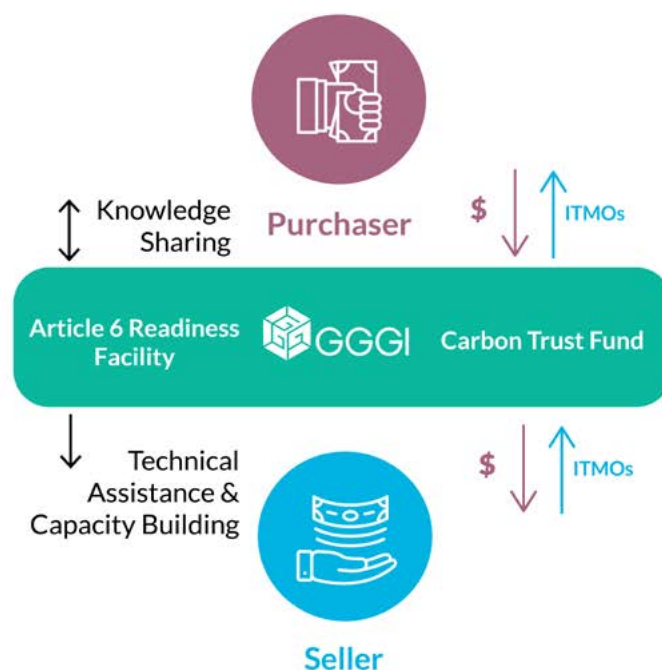 Knowledge
Sharing
Purchaser
$
ITMOs
Article 6 Readiness
Facility
GGGI
Carbon Trust Fund
Technical
Assistance &
Capacity Building
$
ITMOs
Seller